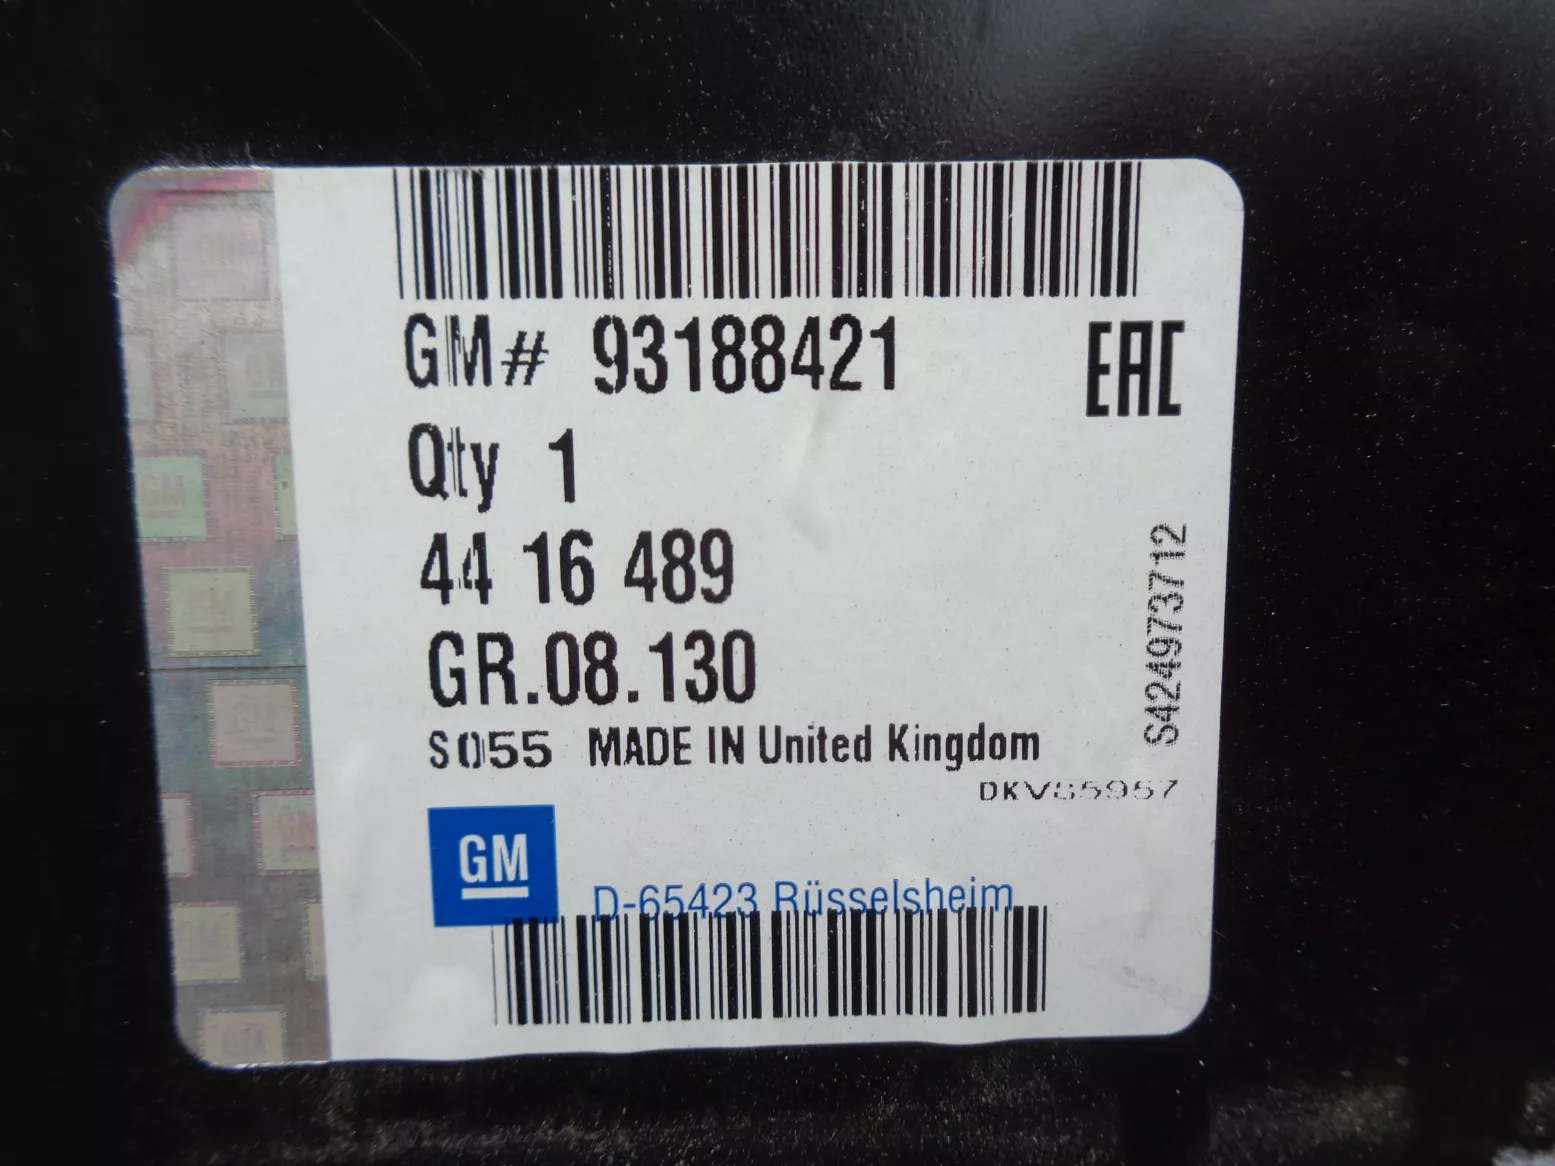 GM# 93188421
EAC
Qty 1
44 16 489
GR.08.130
S055 MADE IN United Kingdom
S424973712
DKVS5957
GM
D-65423 Rüsselsheim